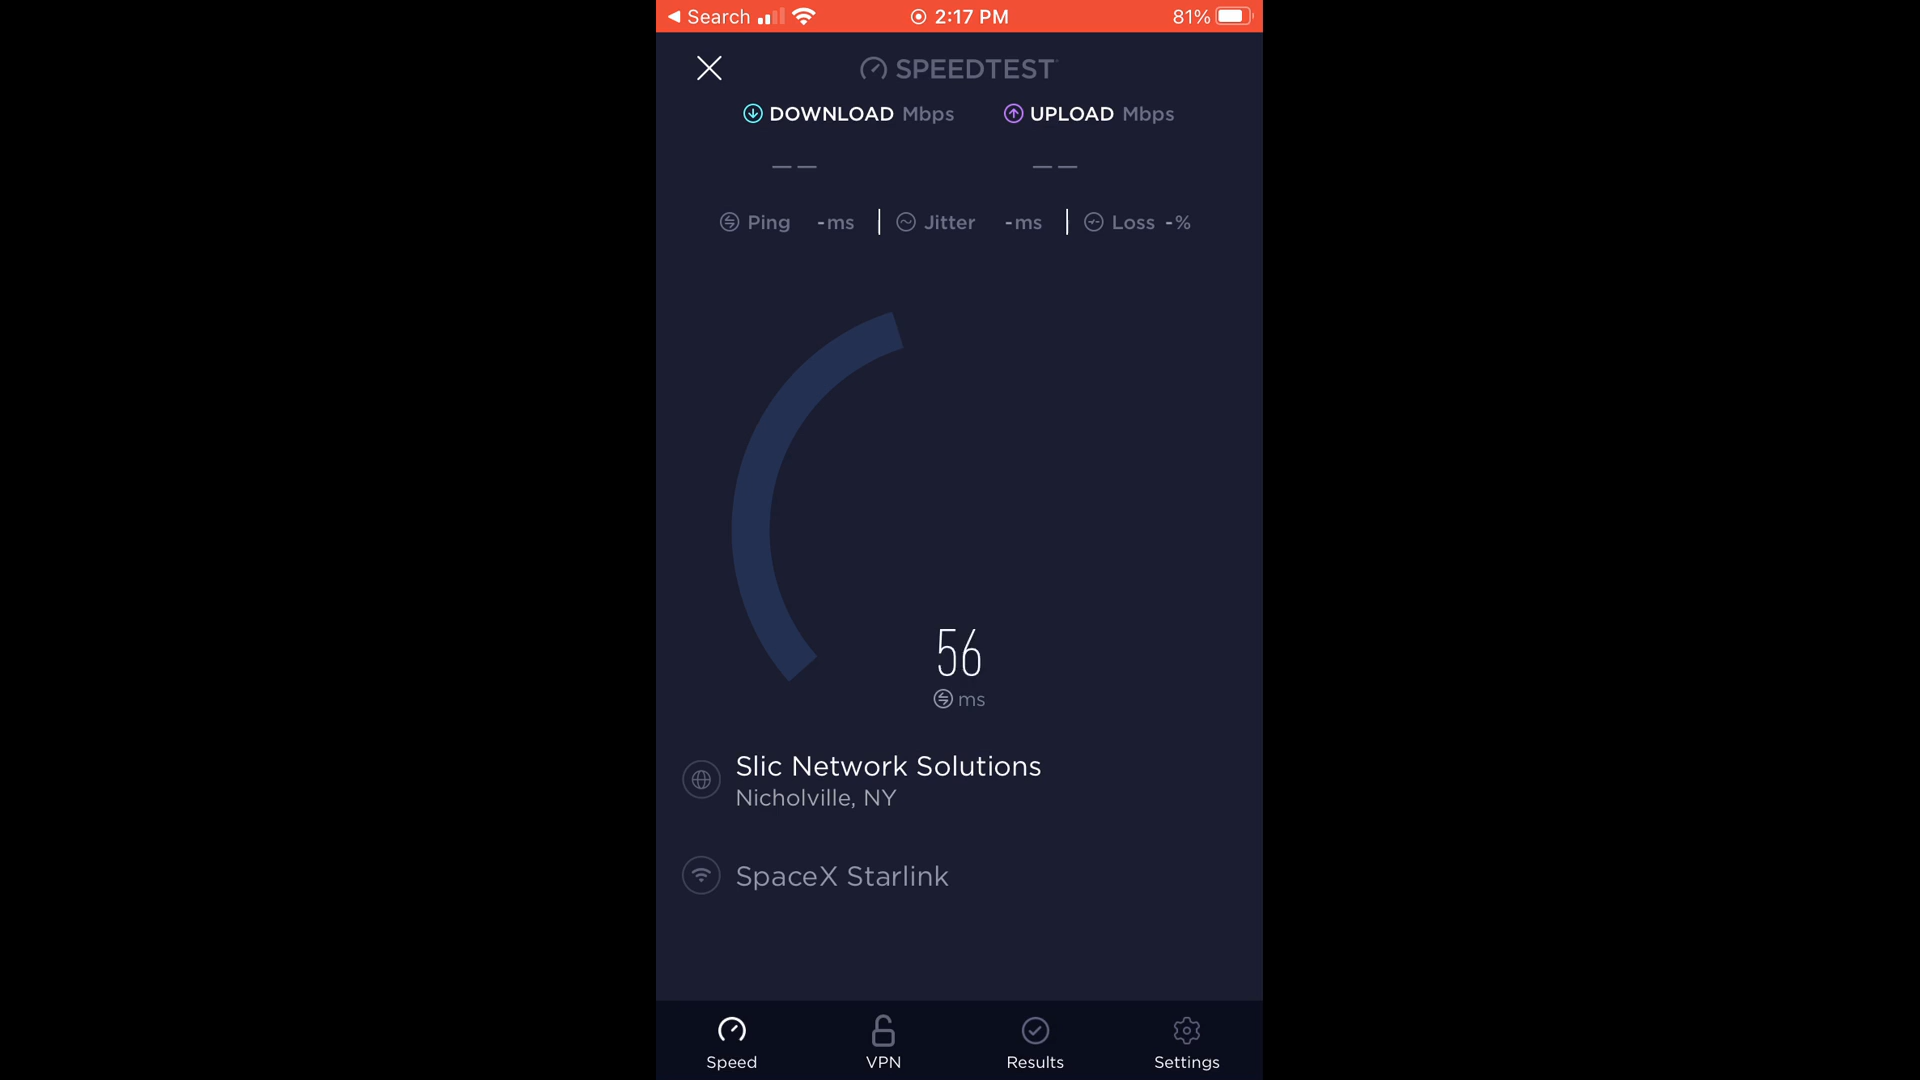 ◀ Search 2:17 PM 81%
SPEEDTEST
DOWNLOAD Mbps UPLOAD Mbps
— — — —
Ping -ms Jitter -ms Loss -%
56
ms
Slic Network Solutions
Nicholville, NY
SpaceX Starlink
Speed VPN Results Settings